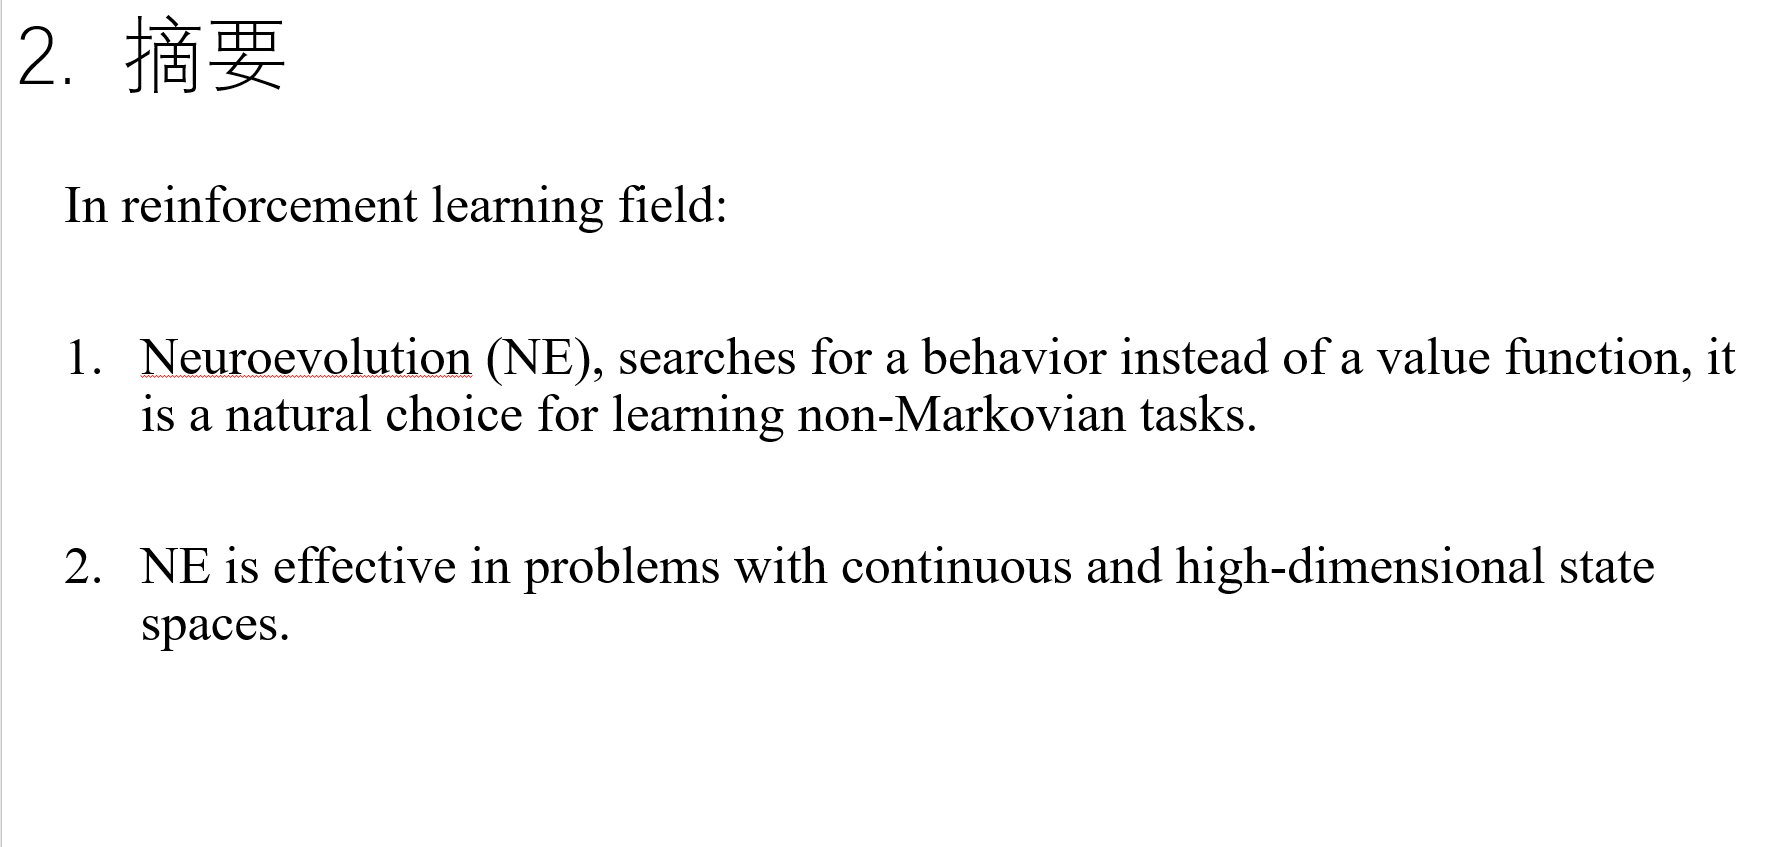 2. 摘要
In reinforcement learning field:
1. Neuroevolution (NE), searches for a behavior instead of a value function, it
is a natural choice for learning non-Markovian tasks.
2. NE is effective in problems with continuous and high-dimensional state
spaces.